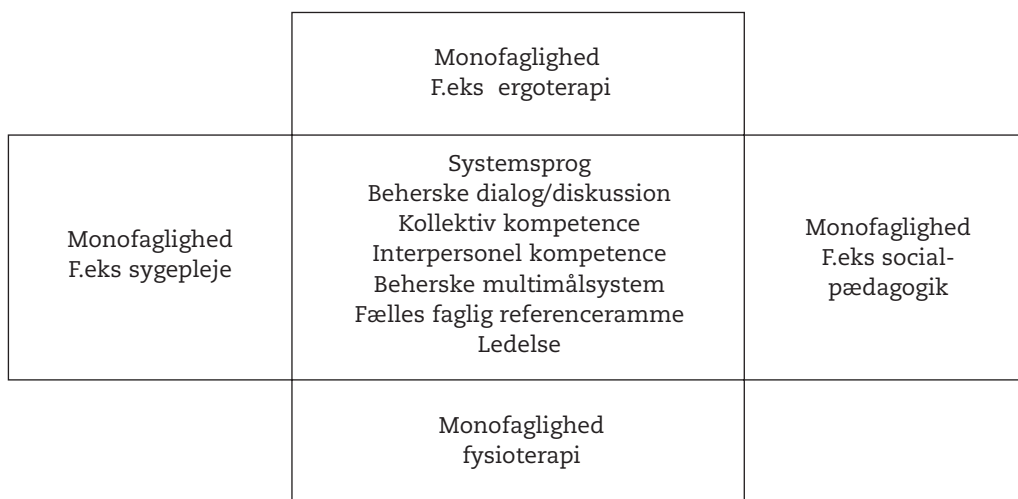 Monofaglighed
F.eks ergoterapi
Monofaglighed
F.eks sygepleje
Systemsprog
Beherske dialog/diskussion
Kollektiv kompetence
Interpersonel kompetence
Beherske multimålsystem
Fælles faglig referenceramme
Ledelse
Monofaglighed
F.eks social-
pædagogik
Monofaglighed
fysioterapi